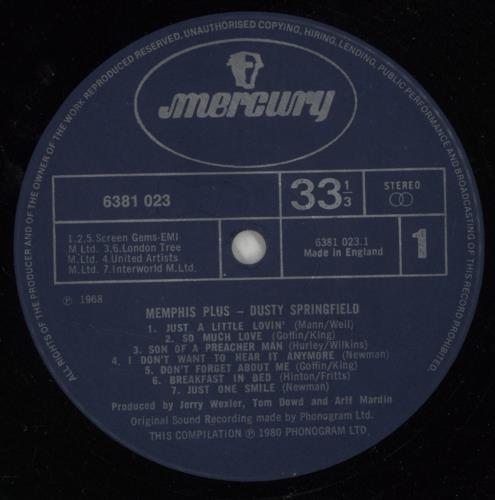 ALL RIGHTS OF THE PRODUCER AND OF THE OWNER OF THE WORK REPRODUCED RESERVED. UNAUTHORISED COPYING, HIRING, LENDING, PUBLIC PERFORMANCE AND BROADCASTING OF THIS RECORD PROHIBITED.
mercury
6381 023
33 1/3
STEREO
1.2.5.Screen Gems-EMI
M.Ltd. 3.6.London Tree
M.Ltd. 4.United Artists
M.Ltd. 7.Interworld M.Ltd.
6381 023.1
Made in England
1
℗ 1968
MEMPHIS PLUS – DUSTY SPRINGFIELD
1. JUST A LITTLE LOVIN' (Mann/Weil)
2. SO MUCH LOVE (Goffin/King)
3. SON OF A PREACHER MAN (Hurley/Wilkins)
4. I DON'T WANT TO HEAR IT ANYMORE (Newman)
5. DON'T FORGET ABOUT ME (Goffin/King)
6. BREAKFAST IN BED (Hinton/Fritts)
7. JUST ONE SMILE (Newman)
Produced by Jerry Wexler, Tom Dowd and Arif Mardin
Original Sound Recording made by Phonogram Ltd.
THIS COMPILATION ℗ 1980 PHONOGRAM LTD.